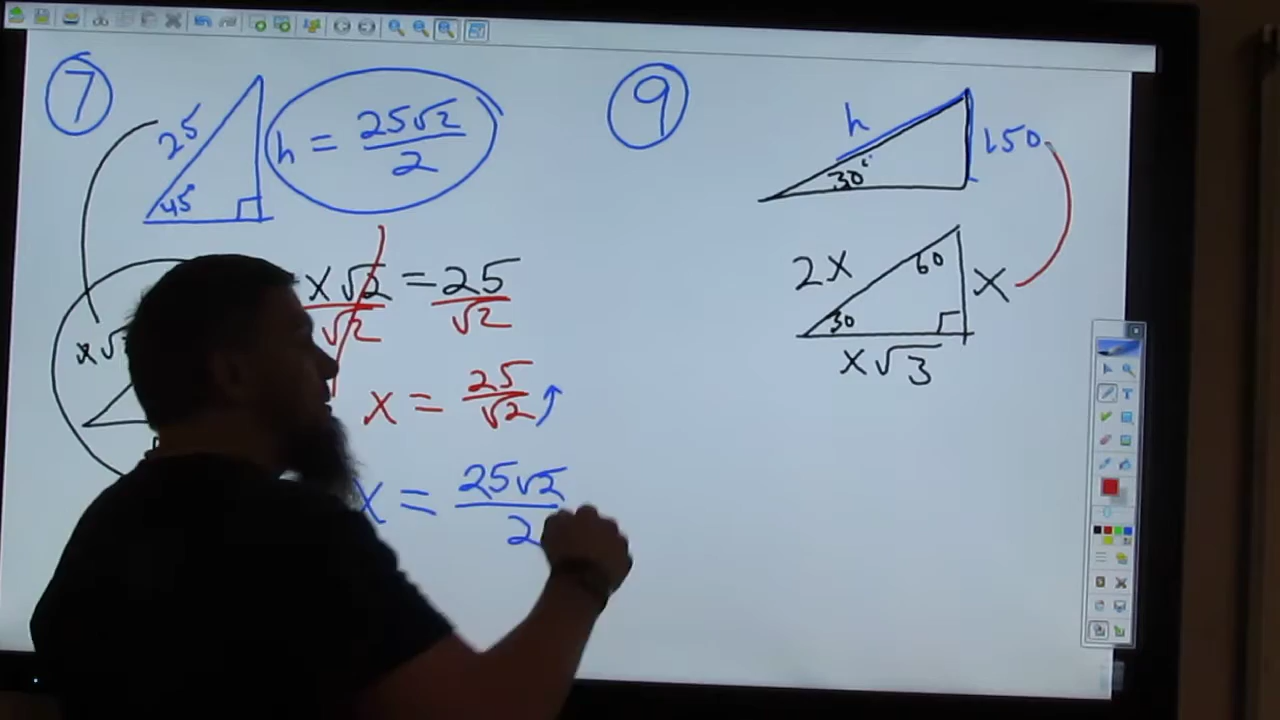 7
25
45
h = 25√2 / 2
x√2 = 25
√2 √2
x = 25 / √2
x = 25√2 / 2
x√
9
h
150
30°
2x
60
x
30
x√3